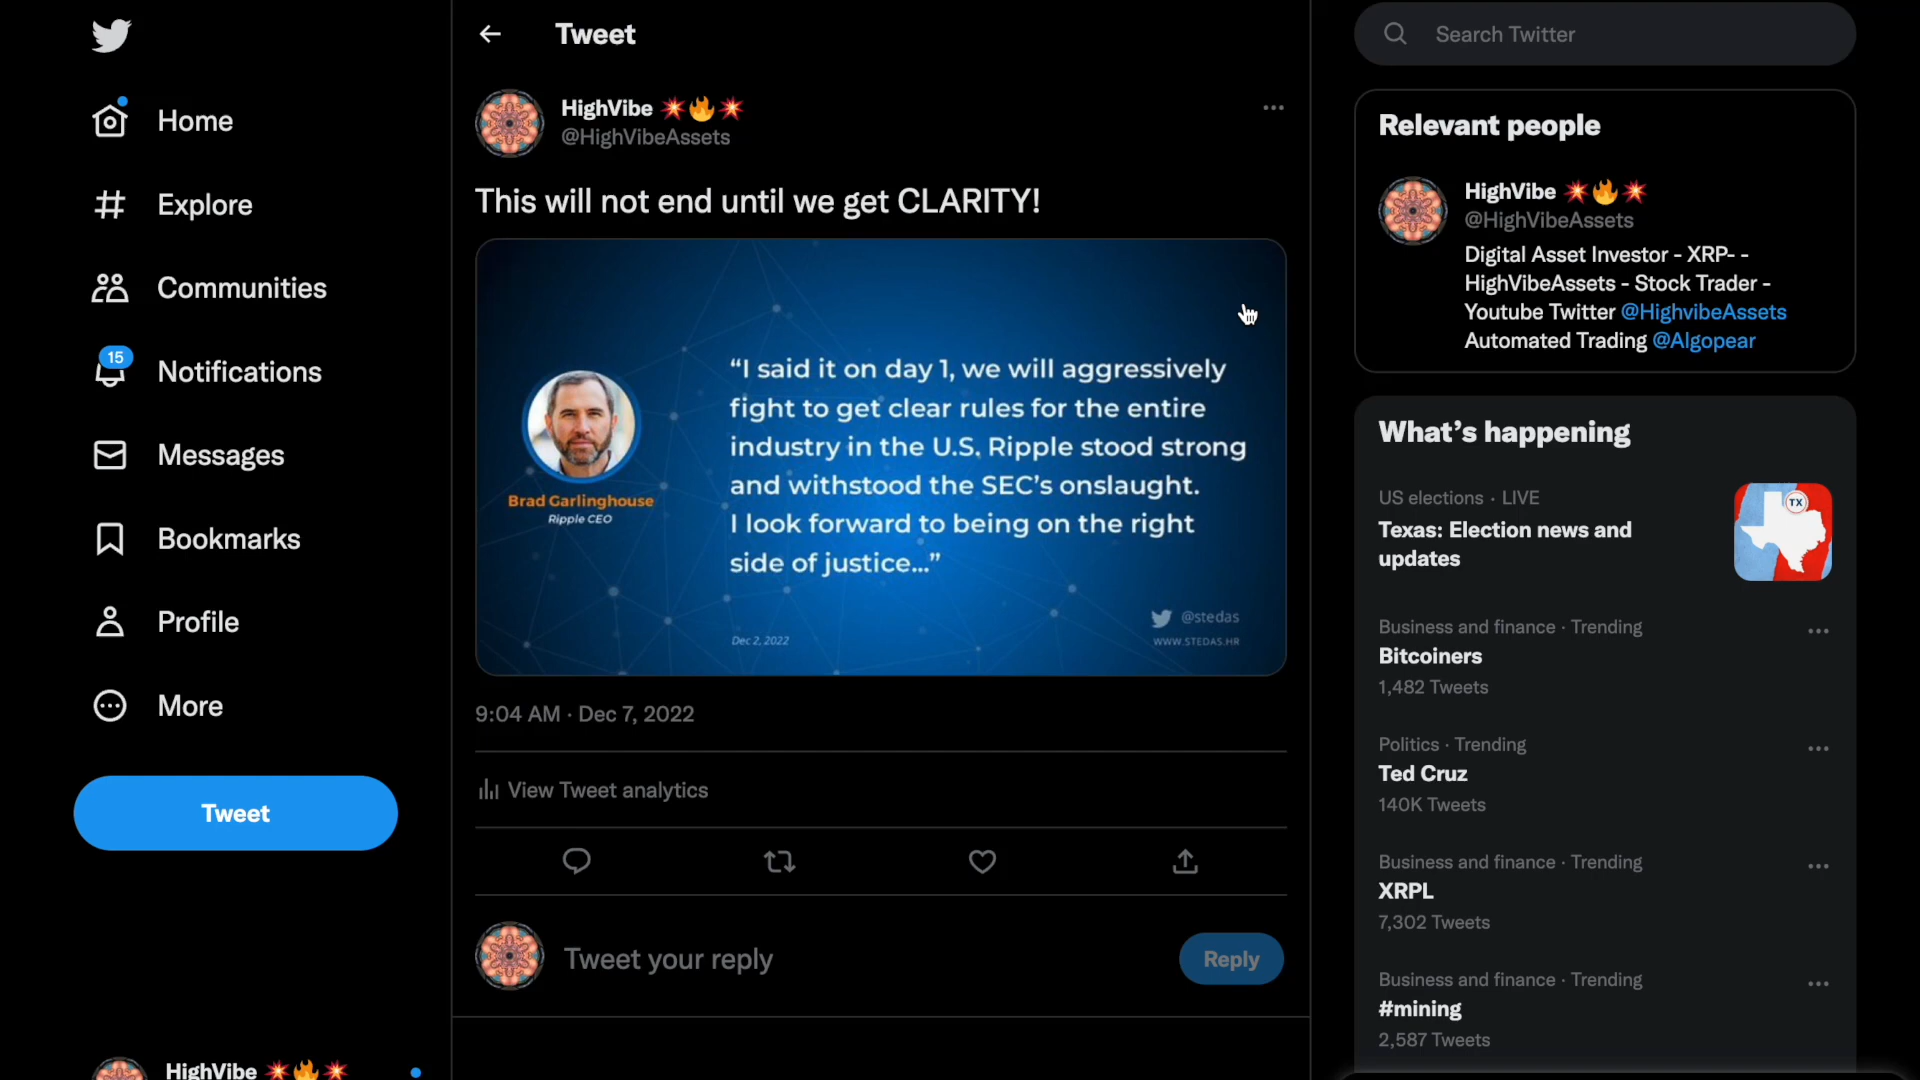 Home
Explore
Communities
15
Notifications
Messages
Bookmarks
Profile
More
Tweet
HighVibe 💥🔥💥
Tweet
HighVibe 💥🔥💥
@HighVibeAssets
This will not end until we get CLARITY!
“I said it on day 1, we will aggressively
fight to get clear rules for the entire
industry in the U.S. Ripple stood strong
and withstood the SEC’s onslaught.
I look forward to being on the right
side of justice...”
Brad Garlinghouse
Ripple CEO
Dec 2, 2022
@stedas
WWW.STEDAS.HR
9:04 AM · Dec 7, 2022
View Tweet analytics
Tweet your reply
Reply
Search Twitter
Relevant people
HighVibe 💥🔥💥
@HighVibeAssets
Digital Asset Investor - XRP- -
HighVibeAssets - Stock Trader -
Youtube Twitter @HighvibeAssets
Automated Trading @Algopear
What’s happening
US elections · LIVE
Texas: Election news and
updates
TX
Business and finance · Trending
Bitcoiners
1,482 Tweets
Politics · Trending
Ted Cruz
140K Tweets
Business and finance · Trending
XRPL
7,302 Tweets
Business and finance · Trending
#mining
2,587 Tweets